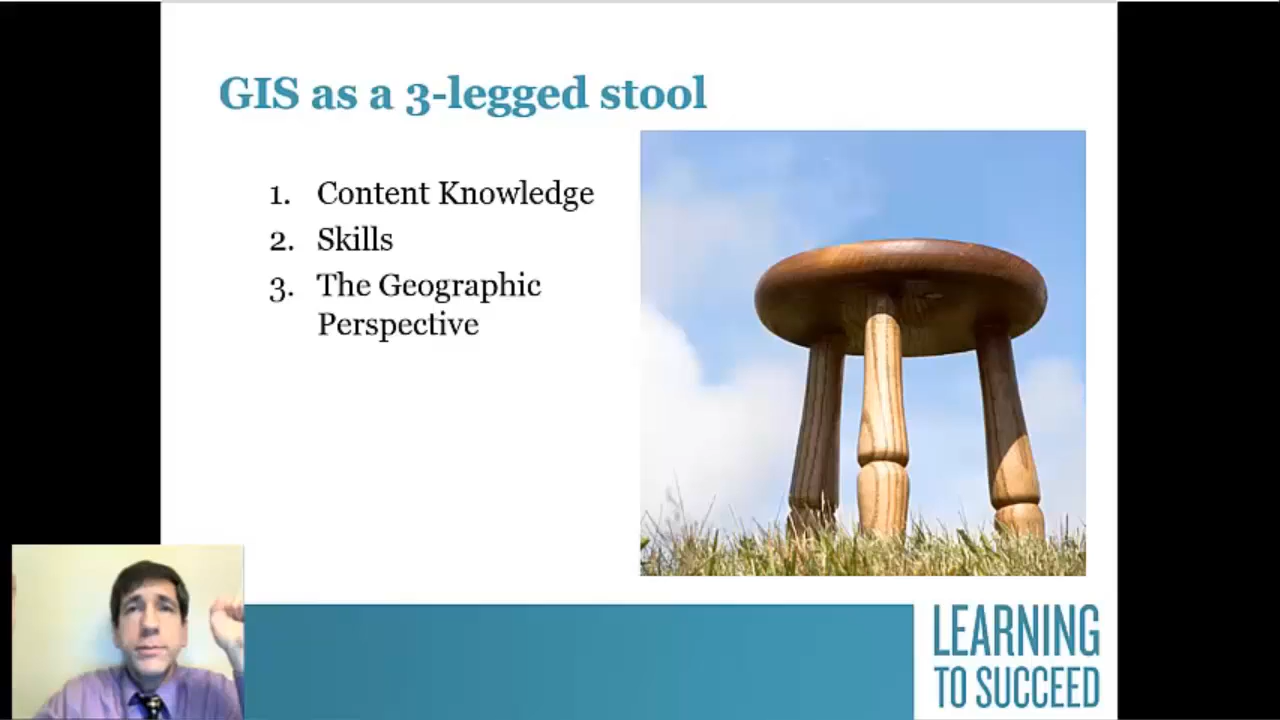 GIS as a 3-legged stool
1. Content Knowledge
2. Skills
3. The Geographic
Perspective
LEARNING
TO SUCCEED